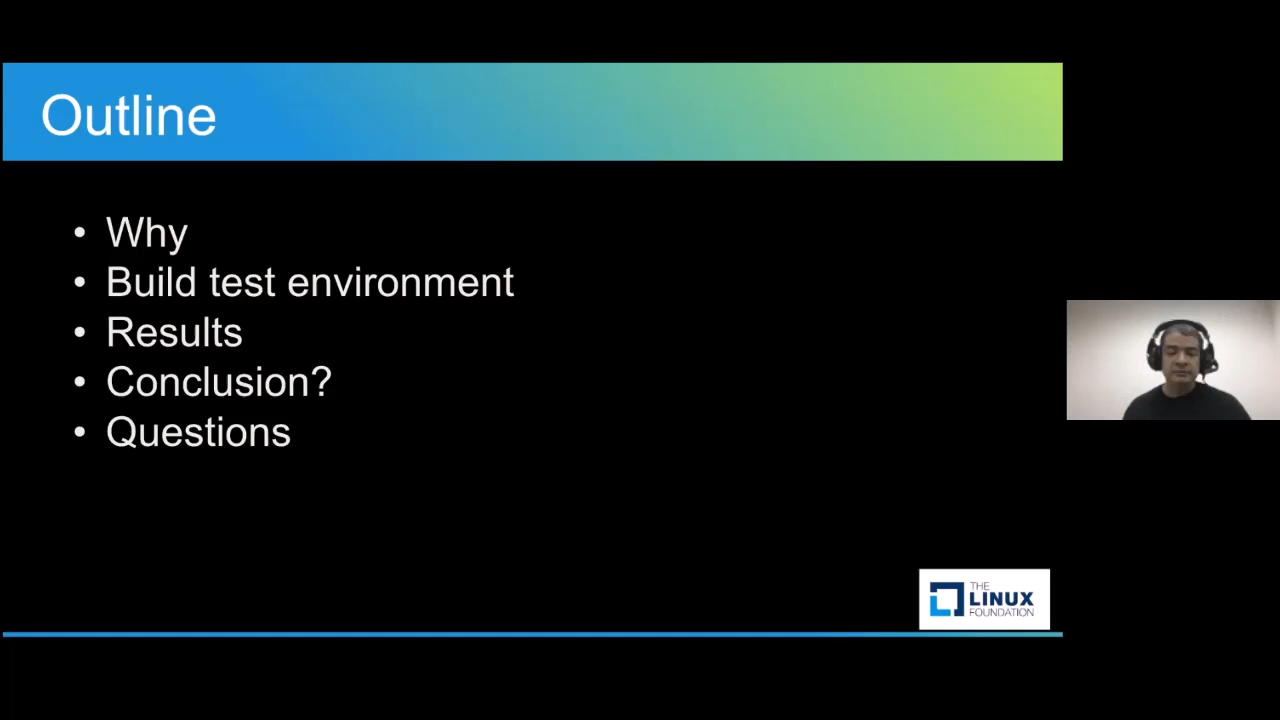 Outline
• Why
• Build test environment
• Results
• Conclusion?
• Questions
THE
LINUX
FOUNDATION